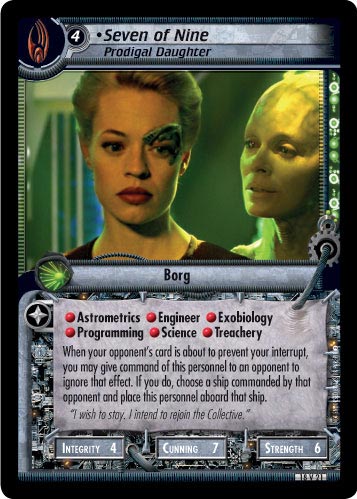 4 •Seven of Nine
Prodigal Daughter
Borg
•Astrometrics •Engineer •Exobiology
•Programming •Science •Treachery
When your opponent's card is about to prevent your interrupt,
you may give command of this personnel to an opponent to
ignore that effect. If you do, choose a ship commanded by that
opponent and place this personnel aboard that ship.
"I wish to stay, I intend to rejoin the Collective."
INTEGRITY 4 CUNNING 7 STRENGTH 6
18 V 21